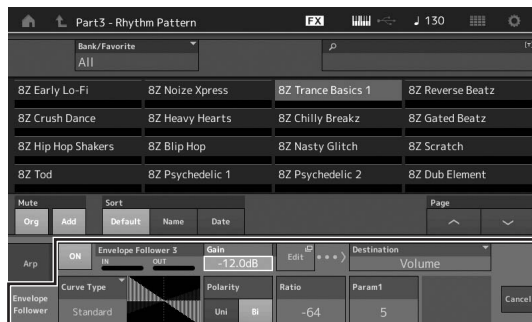 Part3 - Rhythm Pattern FX 130
Bank/Favorite
All
8Z Early Lo-Fi 8Z Noize Xpress 8Z Trance Basics 1 8Z Reverse Beatz
8Z Crush Dance 8Z Heavy Hearts 8Z Chilly Breakz 8Z Gated Beatz
8Z Hip Hop Shakers 8Z Blip Hop 8Z Nasty Glitch 8Z Scratch
8Z Tod 8Z Psychedelic 1 8Z Psychedelic 2 8Z Dub Element
Mute Sort Page
Org Add Default Name Date
Arp ON Envelope Follower 3 Gain Edit Destination
IN OUT -12.0dB Volume
Envelope Follower Curve Type Polarity Ratio Param1 Cancel
Standard Uni Bi -64 5